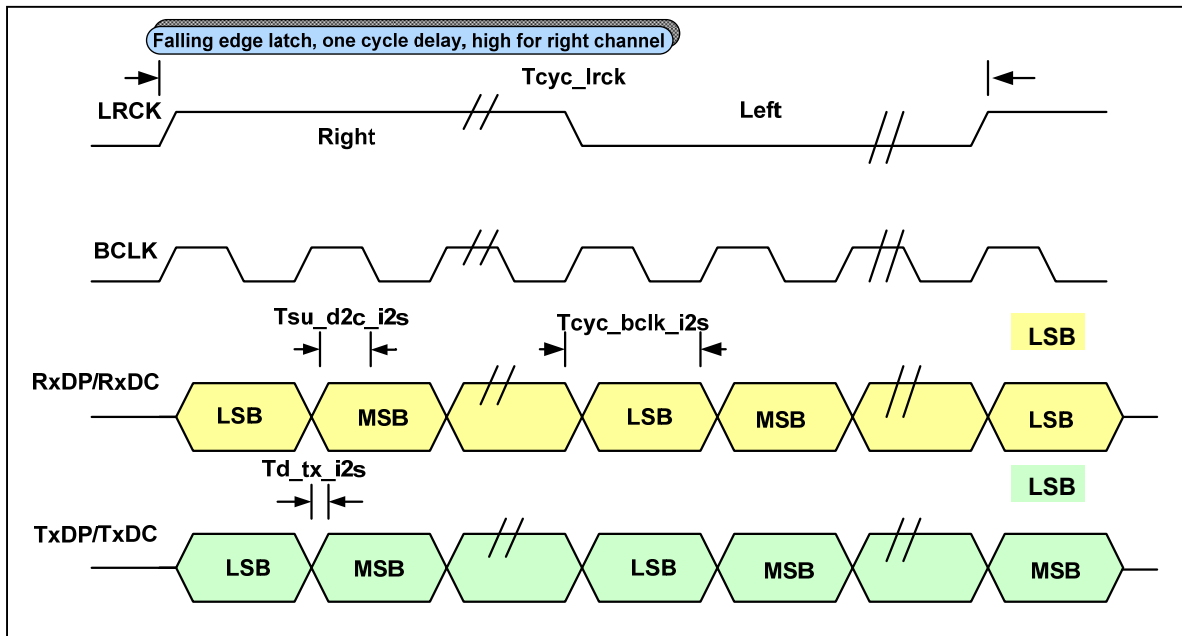 Falling edge latch, one cycle delay, high for right channel
Tcyc_lrck
LRCK
Right
Left
BCLK
Tsu_d2c_i2s
Tcyc_bclk_i2s
LSB
RxDP/RxDC
LSB
MSB
LSB
MSB
LSB
Td_tx_i2s
LSB
TxDP/TxDC
LSB
MSB
LSB
MSB
MSB